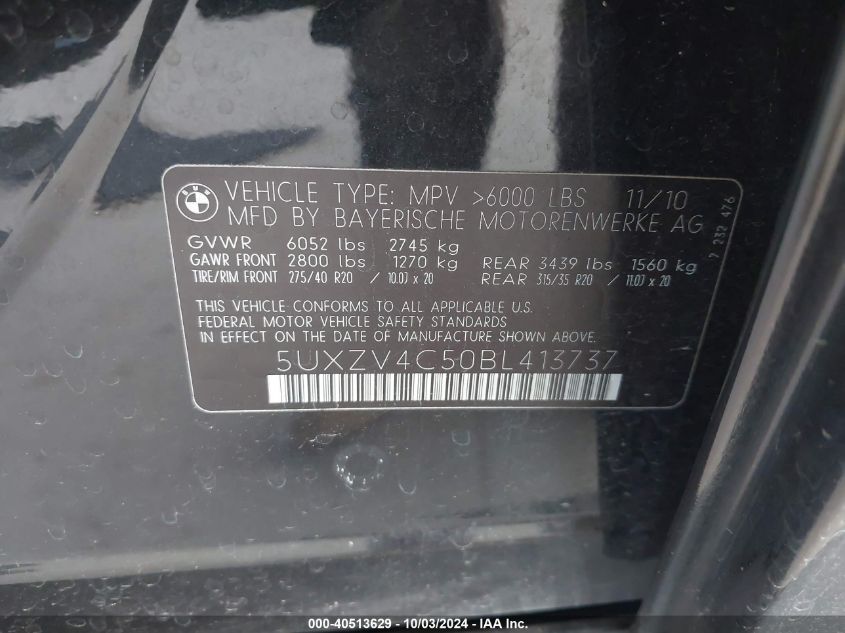 BMW VEHICLE TYPE: MPV >6000 LBS 11/10
MFD BY BAYERISCHE MOTORENWERKE AG
GVWR 6052 lbs 2745 kg
GAWR FRONT 2800 lbs 1270 kg REAR 3439 lbs 1560 kg
TIRE/RIM FRONT 275/40 R20 / 10.0J x 20 REAR 315/35 R20 / 11.0J x 20
THIS VEHICLE CONFORMS TO ALL APPLICABLE U.S.
FEDERAL MOTOR VEHICLE SAFETY STANDARDS
IN EFFECT ON THE DATE OF MANUFACTURE SHOWN ABOVE.
5UXZV4C50BL413737
7 232 476
000-40513629 - 10/03/2024 - IAA Inc.